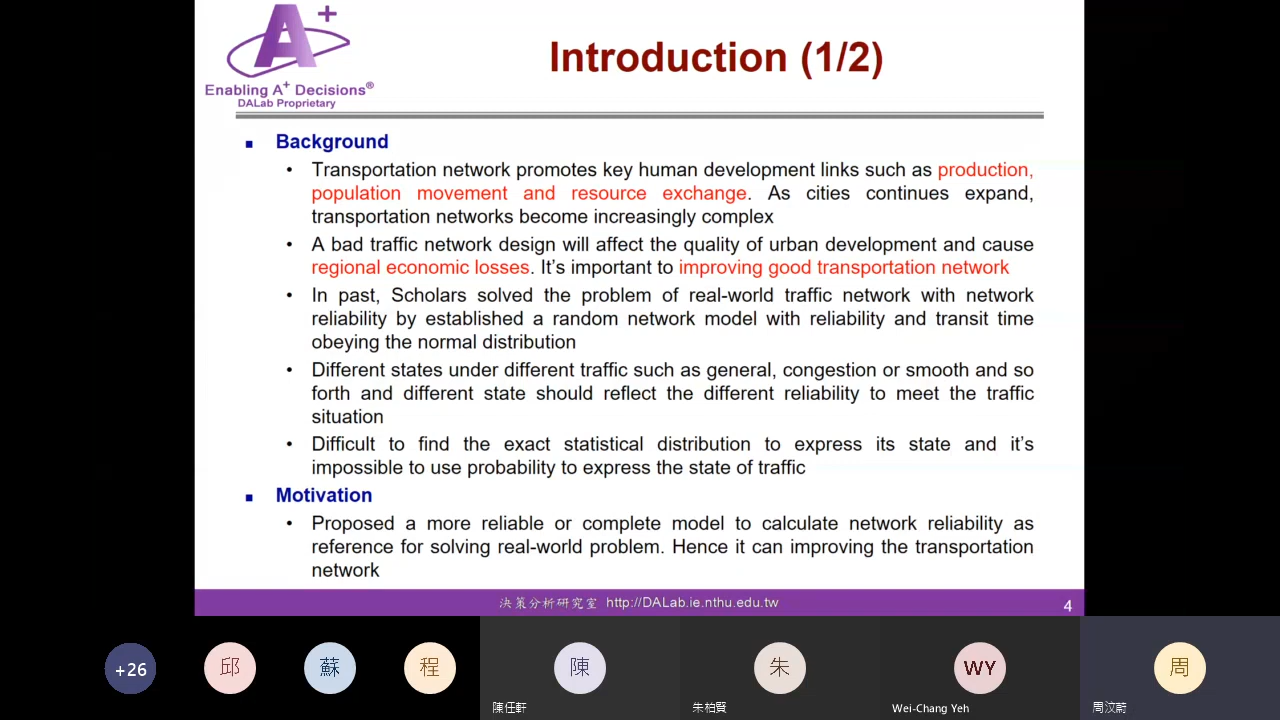 A+
Enabling A+ Decisions®
DALab Proprietary
Introduction (1/2)
Background
Transportation network promotes key human development links such as production,
population movement and resource exchange. As cities continues expand,
transportation networks become increasingly complex
A bad traffic network design will affect the quality of urban development and cause
regional economic losses. It's important to improving good transportation network
In past, Scholars solved the problem of real-world traffic network with network
reliability by established a random network model with reliability and transit time
obeying the normal distribution
Different states under different traffic such as general, congestion or smooth and so
forth and different state should reflect the different reliability to meet the traffic
situation
Difficult to find the exact statistical distribution to express its state and it's
impossible to use probability to express the state of traffic
Motivation
Proposed a more reliable or complete model to calculate network reliability as
reference for solving real-world problem. Hence it can improving the transportation
network
決策分析研究室 http://DALab.ie.nthu.edu.tw
4
+26
邱
蘇
程
陳
朱
WY
周
陳任軒
朱柏賢
Wei-Chang Yeh
周汶蔚